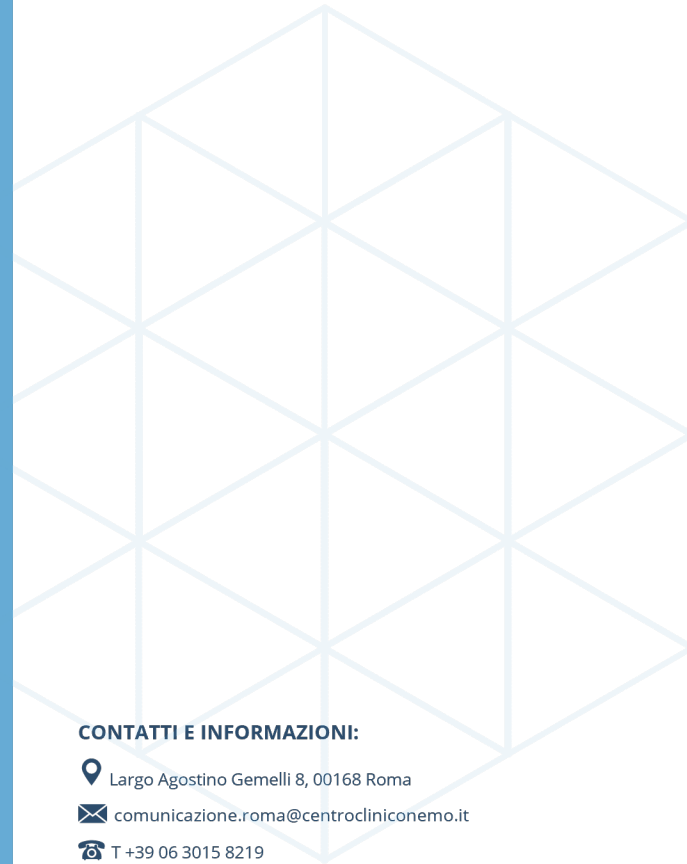 CONTATTI E INFORMAZIONI:
Largo Agostino Gemelli 8, 00168 Roma
comunicazione.roma@centrocliniconemo.it
T +39 06 3015 8219